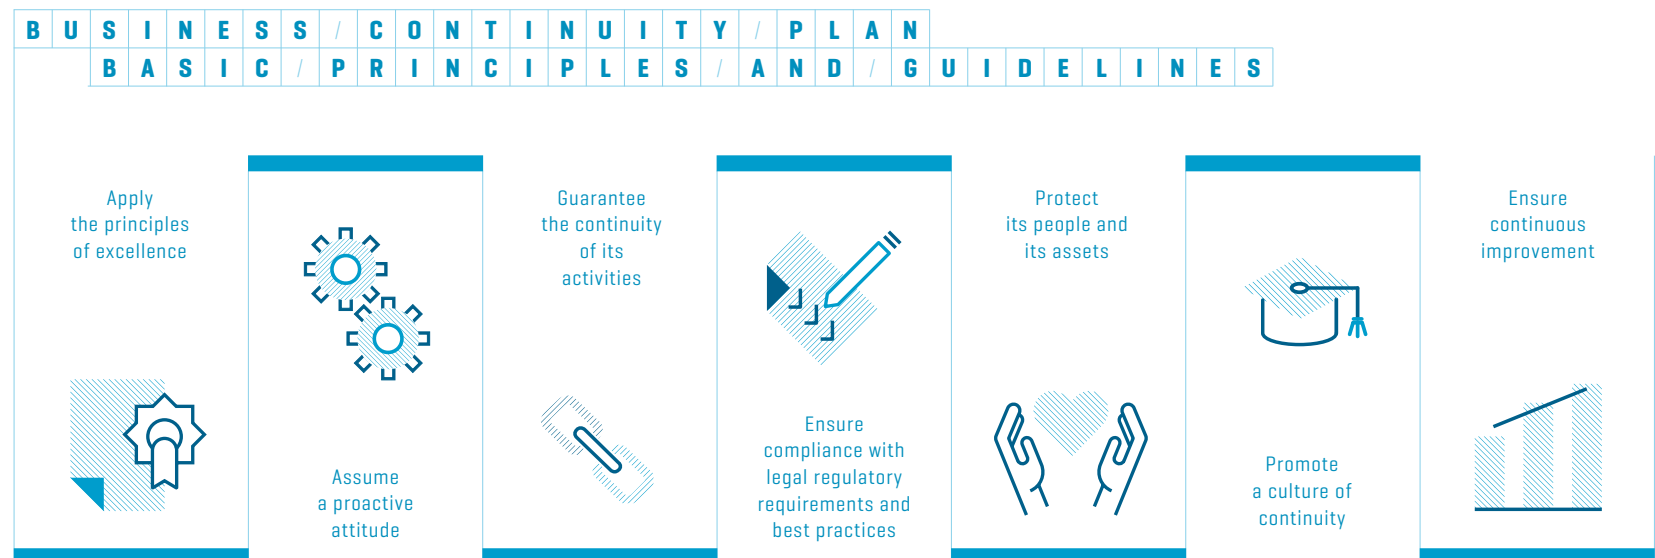 BUSINESS/CONTINUITY/PLAN
BASIC/PRINCIPLES/AND/GUIDELINES
Apply
the principles
of excellence
Assume
a proactive
attitude
Guarantee
the continuity
of its
activities
Ensure
compliance with
legal regulatory
requirements and
best practices
Protect
its people and
its assets
Promote
a culture of
continuity
Ensure
continuous
improvement